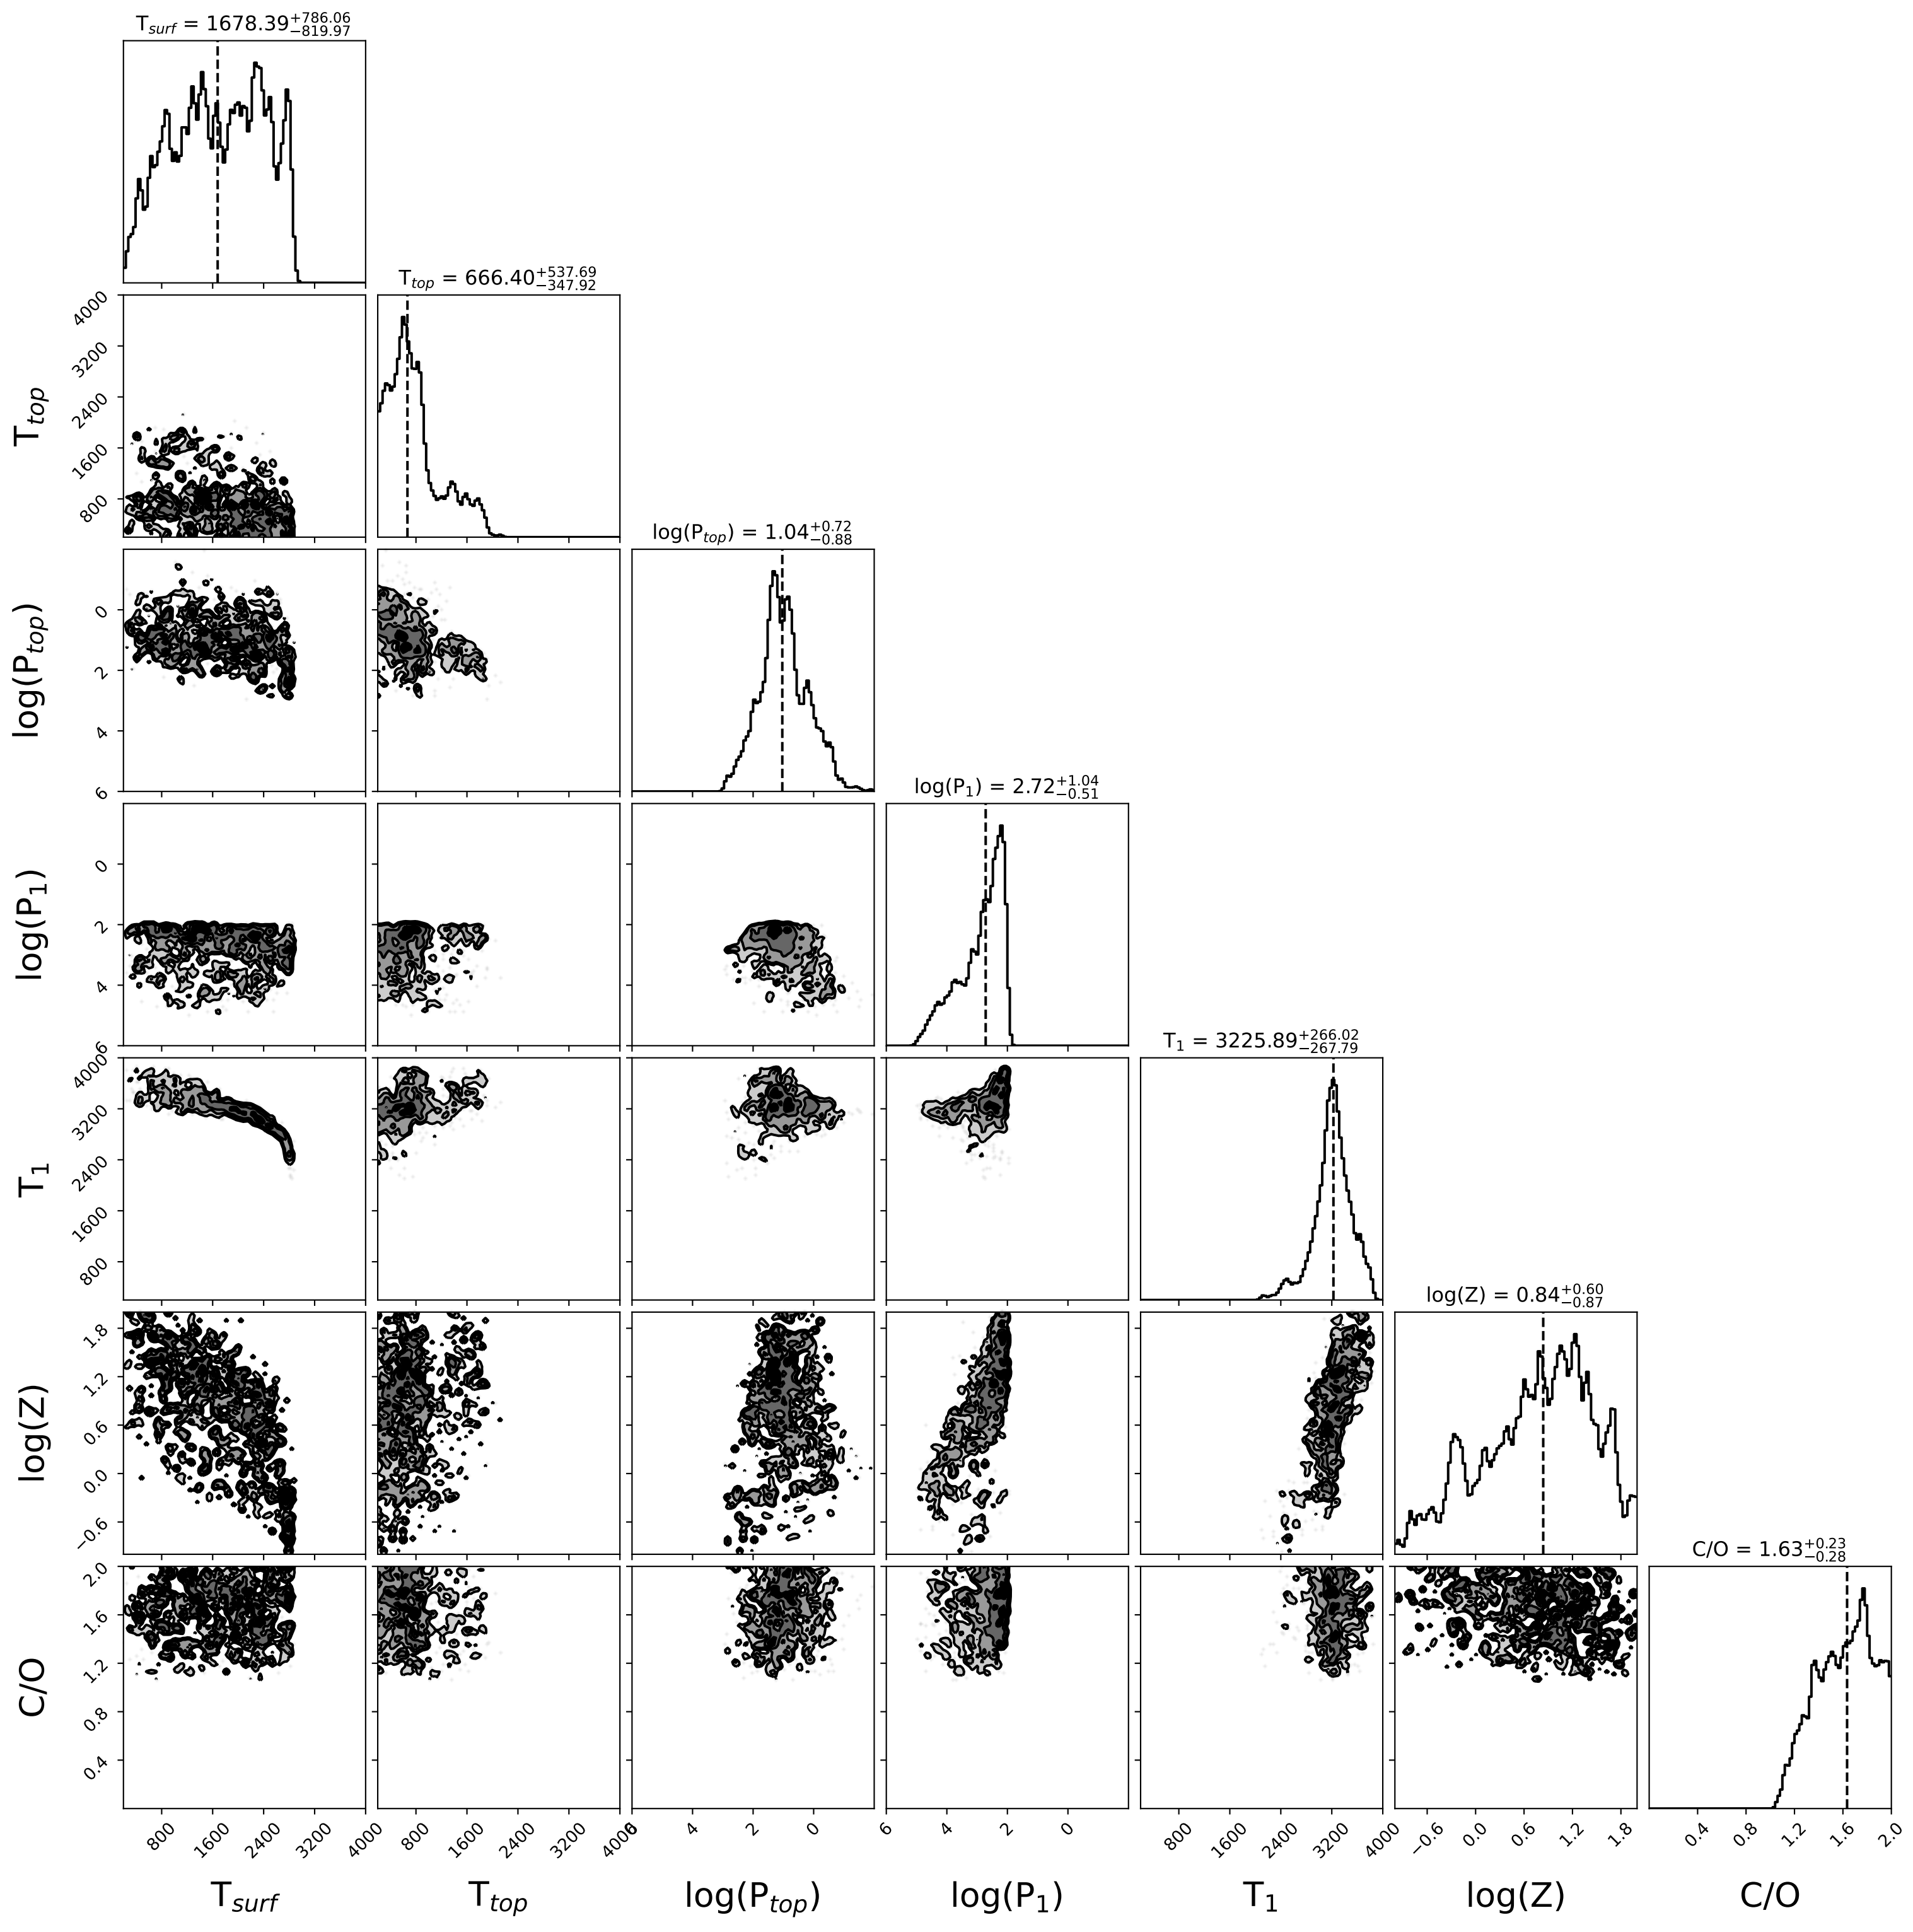 T_surf = 1678.39 +786.06 −819.97
T_top = 666.40 +537.69 −347.92
4000
3200
2400
1600
800
T_top
log(P_top) = 1.04 +0.72 −0.88
0
2
4
6
log(P_top)
log(P_1) = 2.72 +1.04 −0.51
0
2
4
6
log(P_1)
T_1 = 3225.89 +266.02 −267.79
4000
3200
2400
1600
800
T_1
log(Z) = 0.84 +0.60 −0.87
1.8
1.2
0.6
0.0
−0.6
log(Z)
C/O = 1.63 +0.23 −0.28
2.0
1.6
1.2
0.8
0.4
C/O
800 1600 2400 3200 4000 800 1600 2400 3200 4000 6 4 2 0 6 4 2 0 800 1600 2400 3200 4000 −0.6 0.0 0.6 1.2 1.8 0.4 0.8 1.2 1.6 2.0
T_surf T_top log(P_top) log(P_1) T_1 log(Z) C/O